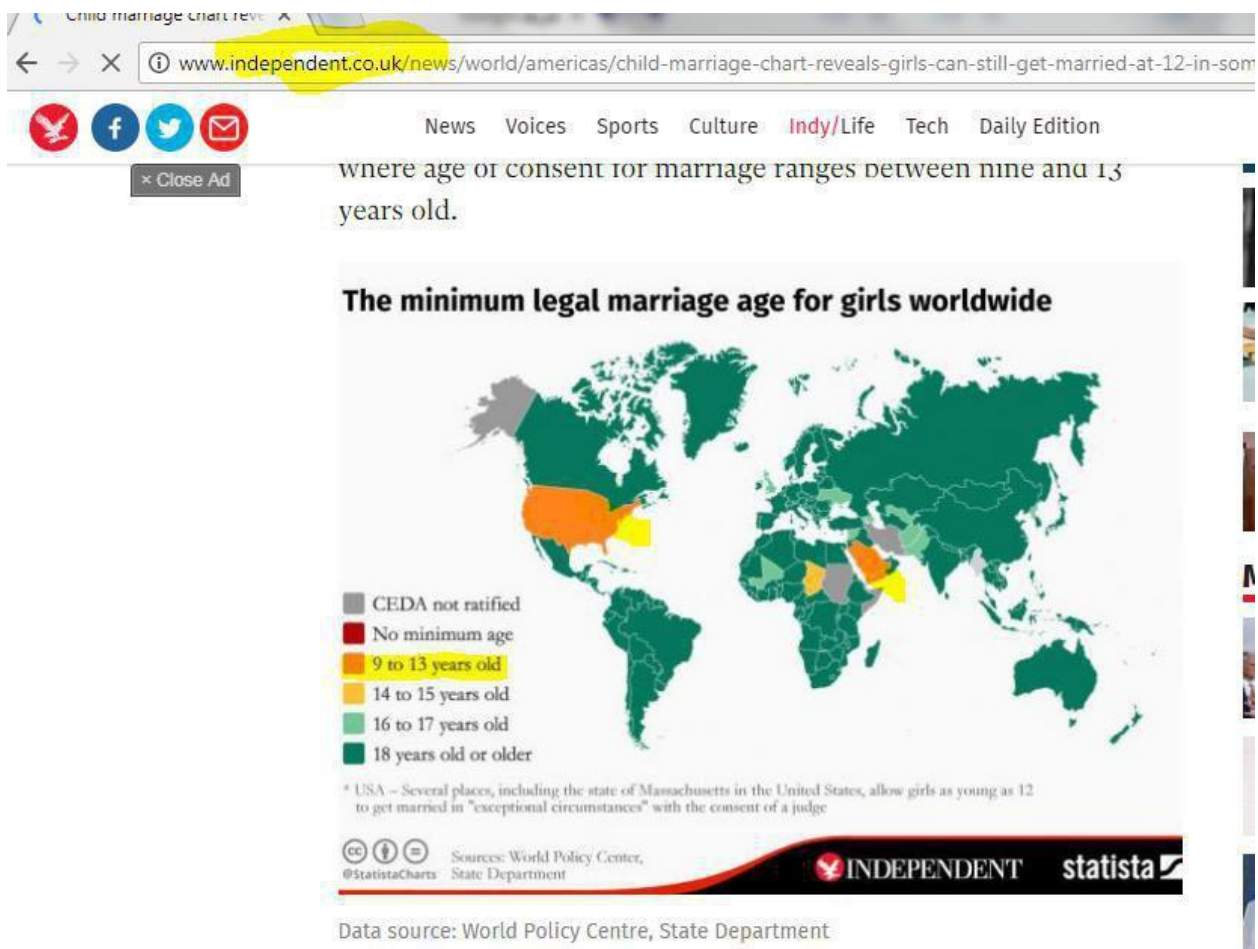 Child marriage chart reve
www.independent.co.uk/news/world/americas/child-marriage-chart-reveals-girls-can-still-get-married-at-12-in-som
News Voices Sports Culture Indy/Life Tech Daily Edition
× Close Ad
where age of consent for marriage ranges between nine and 13
years old.
The minimum legal marriage age for girls worldwide
CEDA not ratified
No minimum age
9 to 13 years old
14 to 15 years old
16 to 17 years old
18 years old or older
* USA – Several places, including the state of Massachusetts in the United States, allow girls as young as 12
to get married in "exceptional circumstances" with the consent of a judge
@StatistaCharts
Sources: World Policy Center,
State Department
INDEPENDENT
statista
Data source: World Policy Centre, State Department